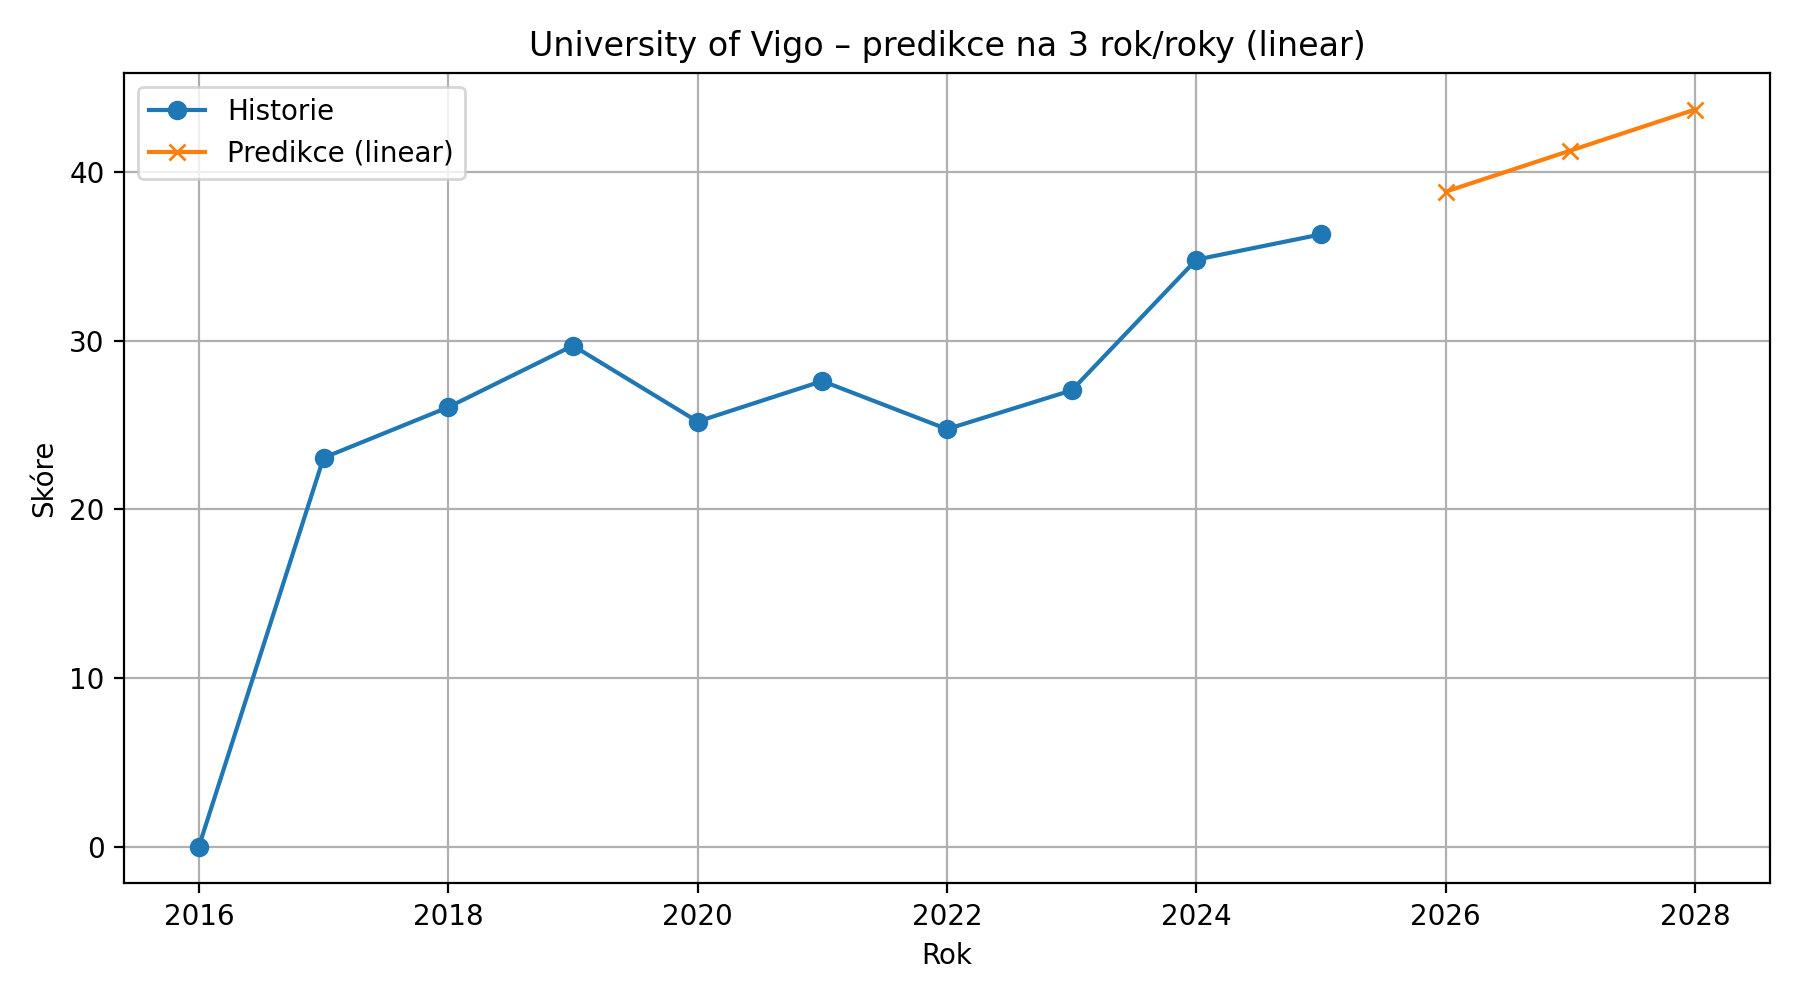 University of Vigo – predikce na 3 rok/roky (linear)
Historie
Predikce (linear)
Skóre
40
30
20
10
0
2016 2018 2020 2022 2024 2026 2028
Rok